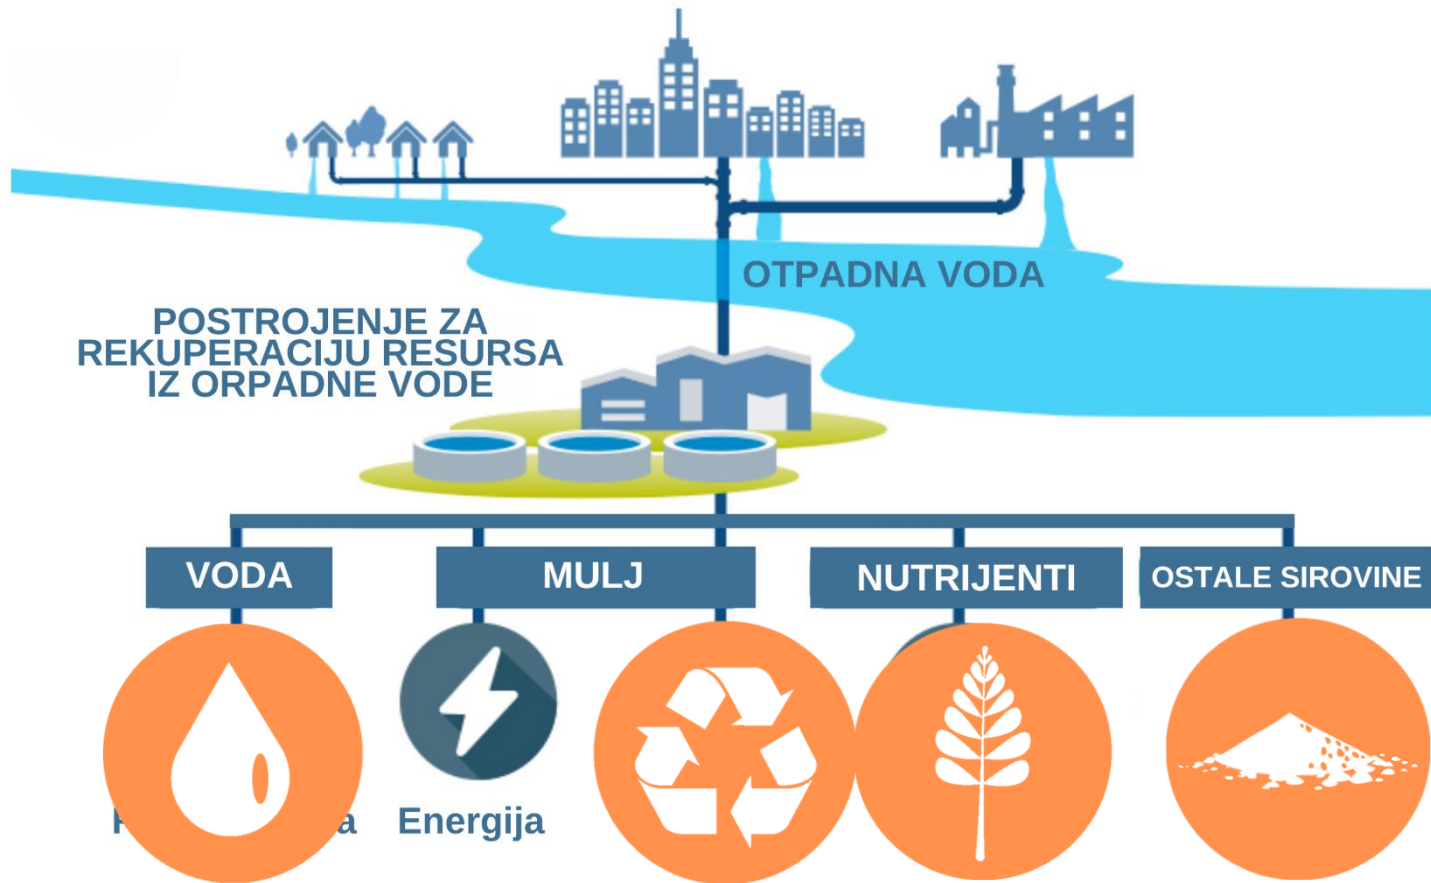 OTPADNA VODA
POSTROJENJE ZA
REKUPERACIJU RESURSA
IZ ORPADNE VODE
VODA
MULJ
NUTRIJENTI
OSTALE SIROVINE
Energija